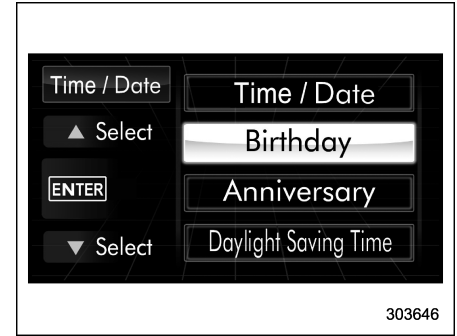 Time / Date
▲ Select
ENTER
▼ Select
Time / Date
Birthday
Anniversary
Daylight Saving Time
303646